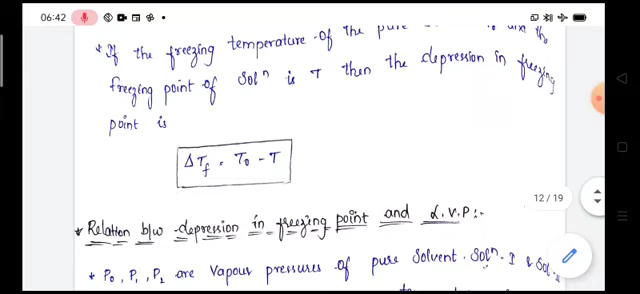 06:42
* If the freezing temperature of the pure
freezing point of solⁿ is T then the depression in freezing
point is
ΔTf = T₀ - T
12/19
* Relation b/w depression in freezing point and L.V.P:-
* P₀, P₁, P₂ are vapour pressures of pure solvent. solⁿ. I & sol.